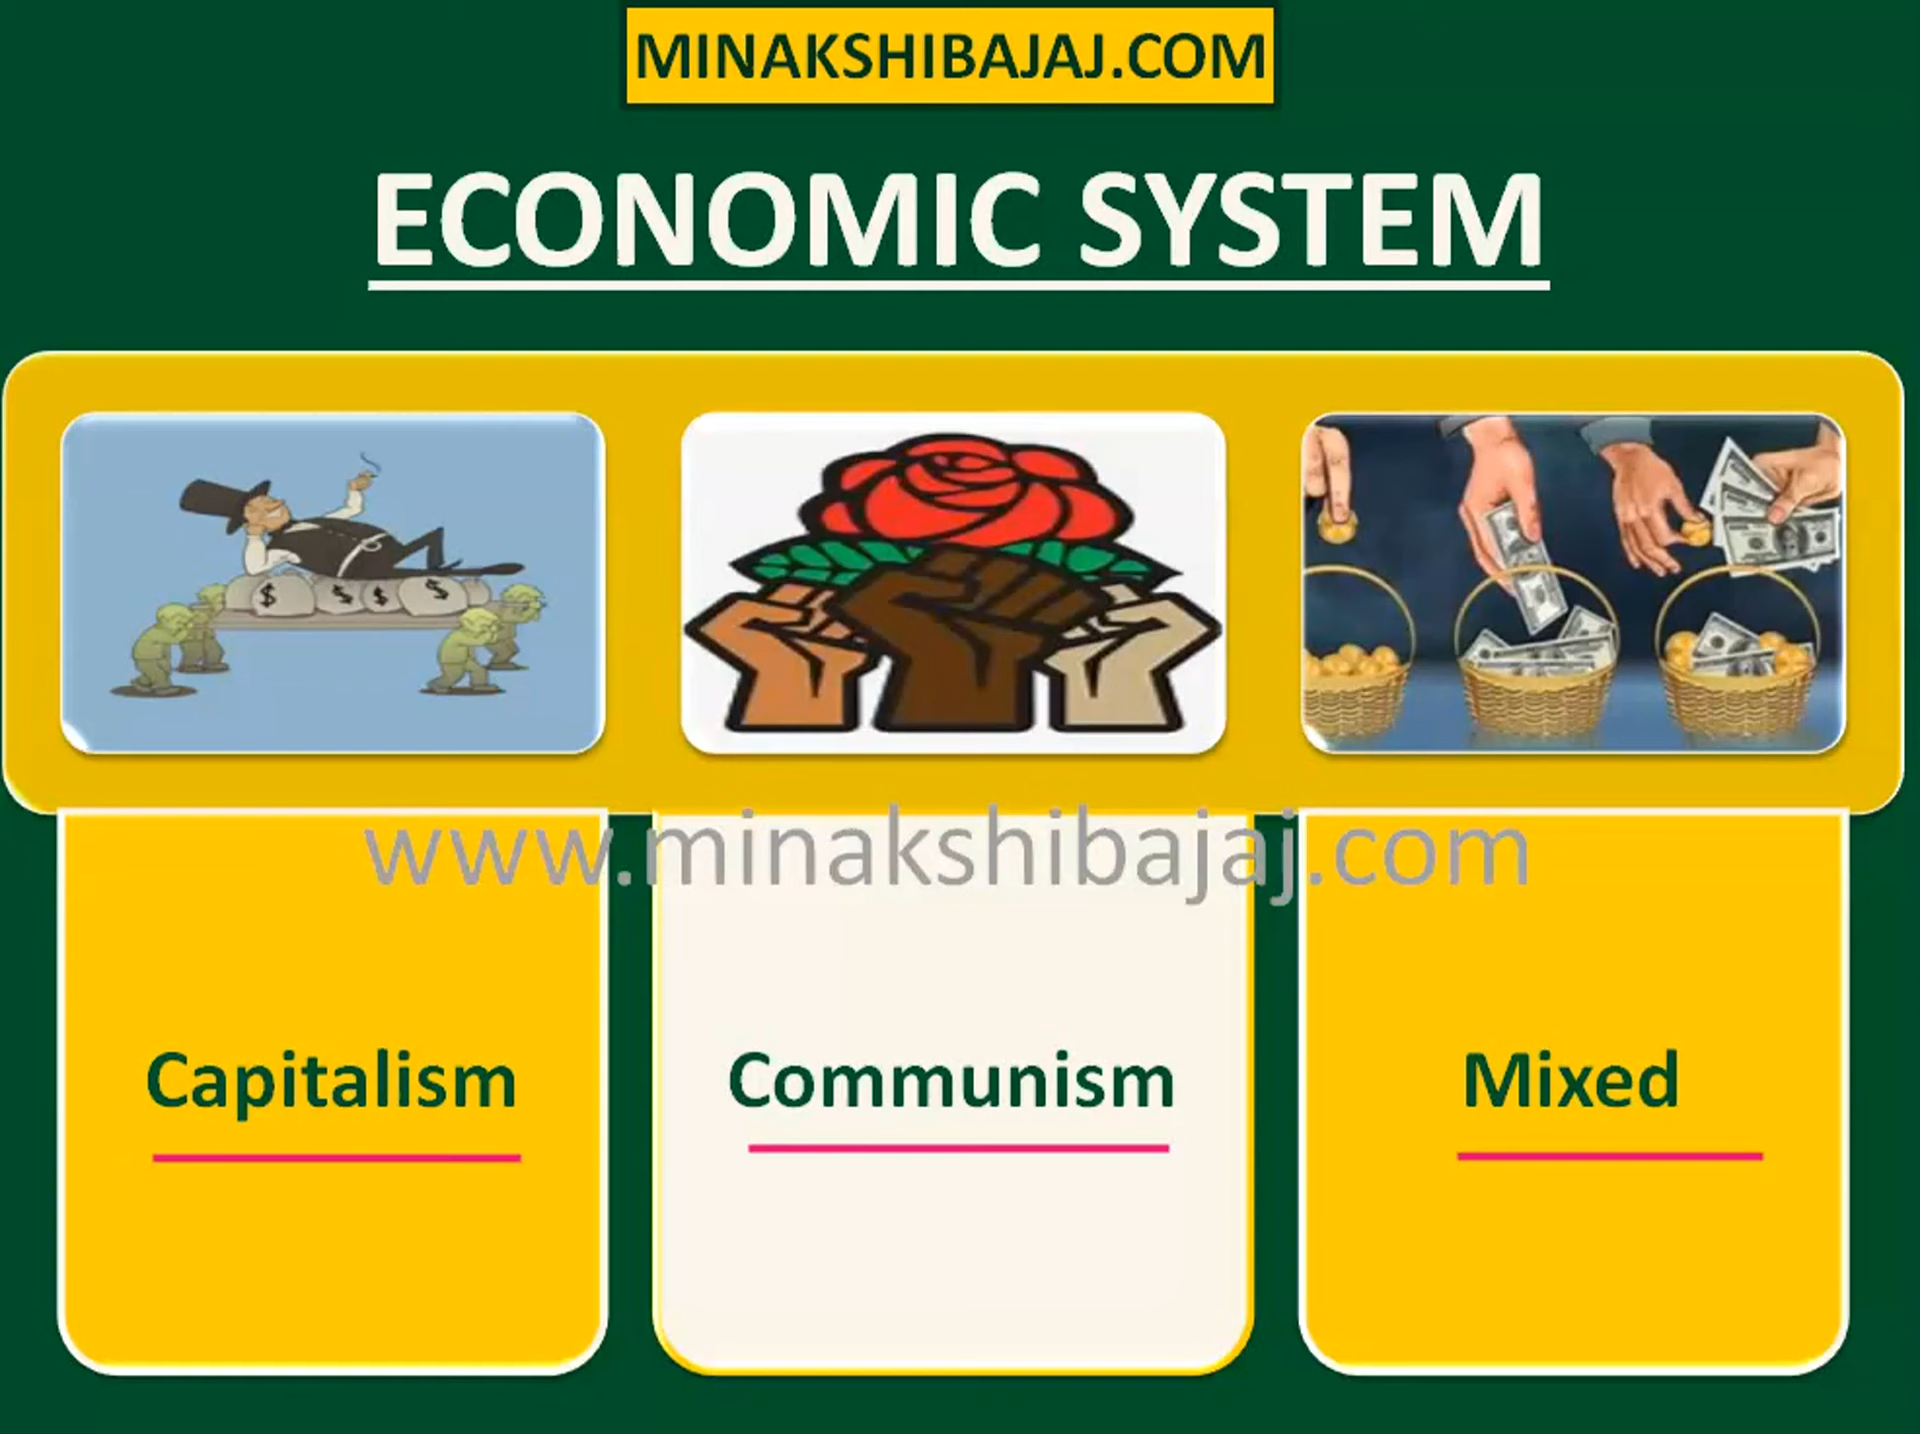 MINAKSHIBAJAJ.COM
ECONOMIC SYSTEM
$ $ $ $
www.minakshibajaj.com
Capitalism
Communism
Mixed